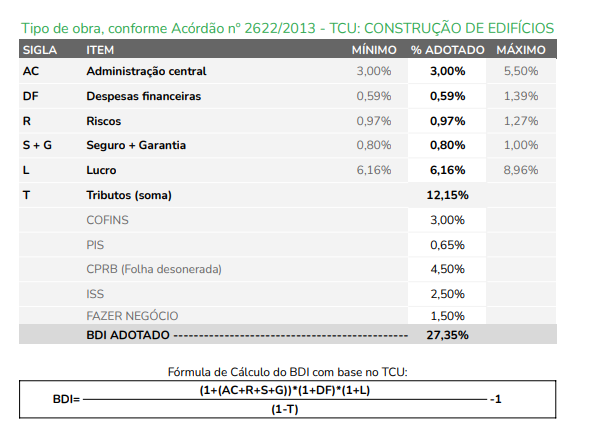 Tipo de obra, conforme Acórdão nº 2622/2013 - TCU: CONSTRUÇÃO DE EDIFÍCIOS
SIGLA ITEM MÍNIMO % ADOTADO MÁXIMO
AC Administração central 3,00% 3,00% 5,50%
DF Despesas financeiras 0,59% 0,59% 1,39%
R Riscos 0,97% 0,97% 1,27%
S + G Seguro + Garantia 0,80% 0,80% 1,00%
L Lucro 6,16% 6,16% 8,96%
T Tributos (soma) 12,15%
COFINS 3,00%
PIS 0,65%
CPRB (Folha desonerada) 4,50%
ISS 2,50%
FAZER NEGÓCIO 1,50%
BDI ADOTADO ---------------------------------------------- 27,35%
Fórmula de Cálculo do BDI com base no TCU:
(1+(AC+R+S+G))*(1+DF)*(1+L)
BDI= -1
(1-T)